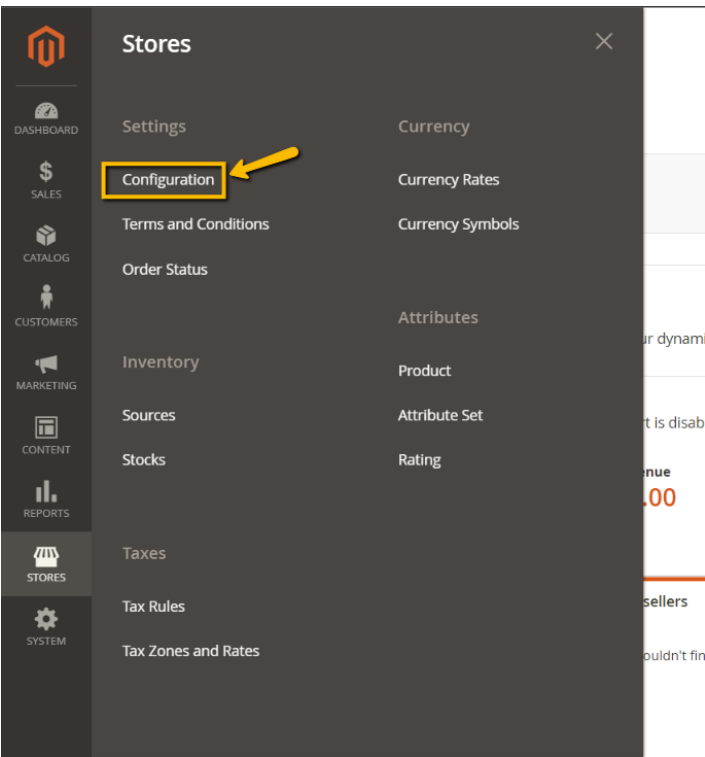 Stores
DASHBOARD
SALES
CATALOG
CUSTOMERS
MARKETING
CONTENT
REPORTS
STORES
SYSTEM
Settings
Configuration
Terms and Conditions
Order Status
Inventory
Sources
Stocks
Taxes
Tax Rules
Tax Zones and Rates
Currency
Currency Rates
Currency Symbols
Attributes
Product
Attribute Set
Rating
ur dynami
t is disab
nue
.00
sellers
ouldn't fin